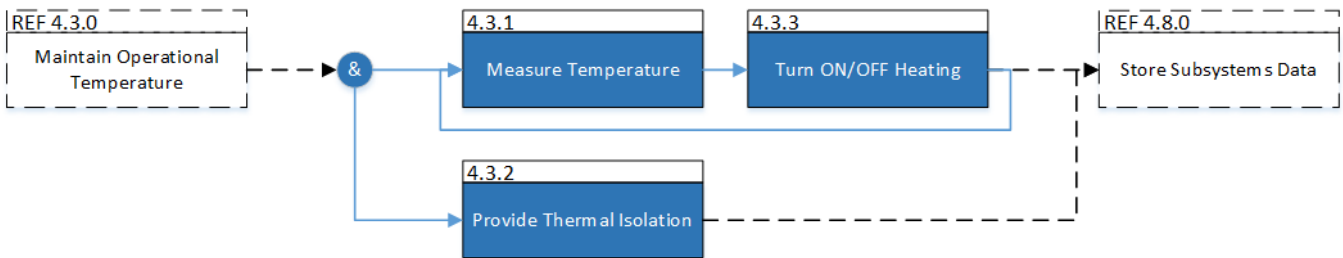 REF 4.3.0
Maintain Operational
Temperature
&
4.3.1
Measure Temperature
4.3.3
Turn ON/OFF Heating
REF 4.8.0
Store Subsystems Data
4.3.2
Provide Thermal Isolation